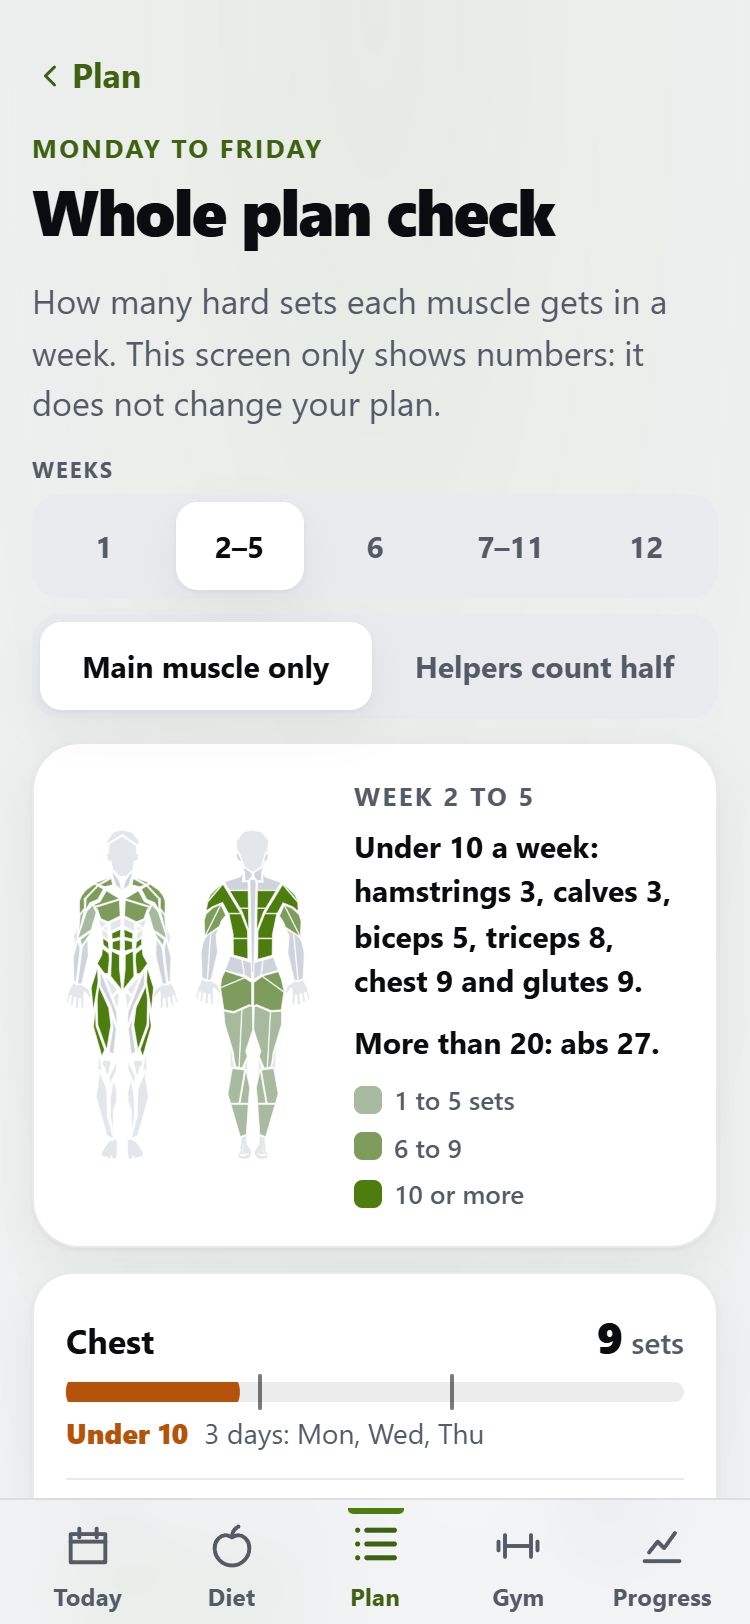 Plan
MONDAY TO FRIDAY
Whole plan check
How many hard sets each muscle gets in a
week. This screen only shows numbers: it
does not change your plan.
WEEKS
1
2–5
6
7–11
12
Main muscle only
Helpers count half
WEEK 2 TO 5
Under 10 a week:
hamstrings 3, calves 3,
biceps 5, triceps 8,
chest 9 and glutes 9.
More than 20: abs 27.
1 to 5 sets
6 to 9
10 or more
Chest
9 sets
Under 10 3 days: Mon, Wed, Thu
Today
Diet
Plan
Gym
Progress